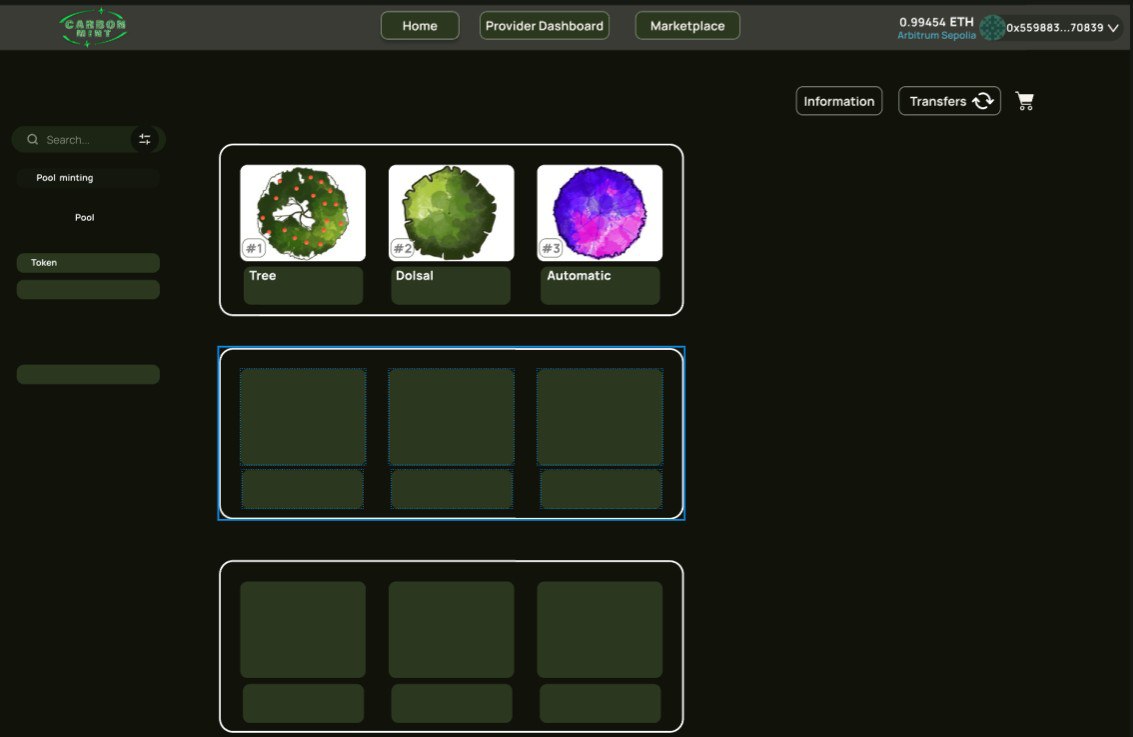 CARBON
MINT
Home
Provider Dashboard
Marketplace
0.99454 ETH
Arbitrum Sepolia
0x559883...70839
Information
Transfers
Search...
Pool minting
Pool
Token
#1
#2
#3
Tree
Dolsal
Automatic